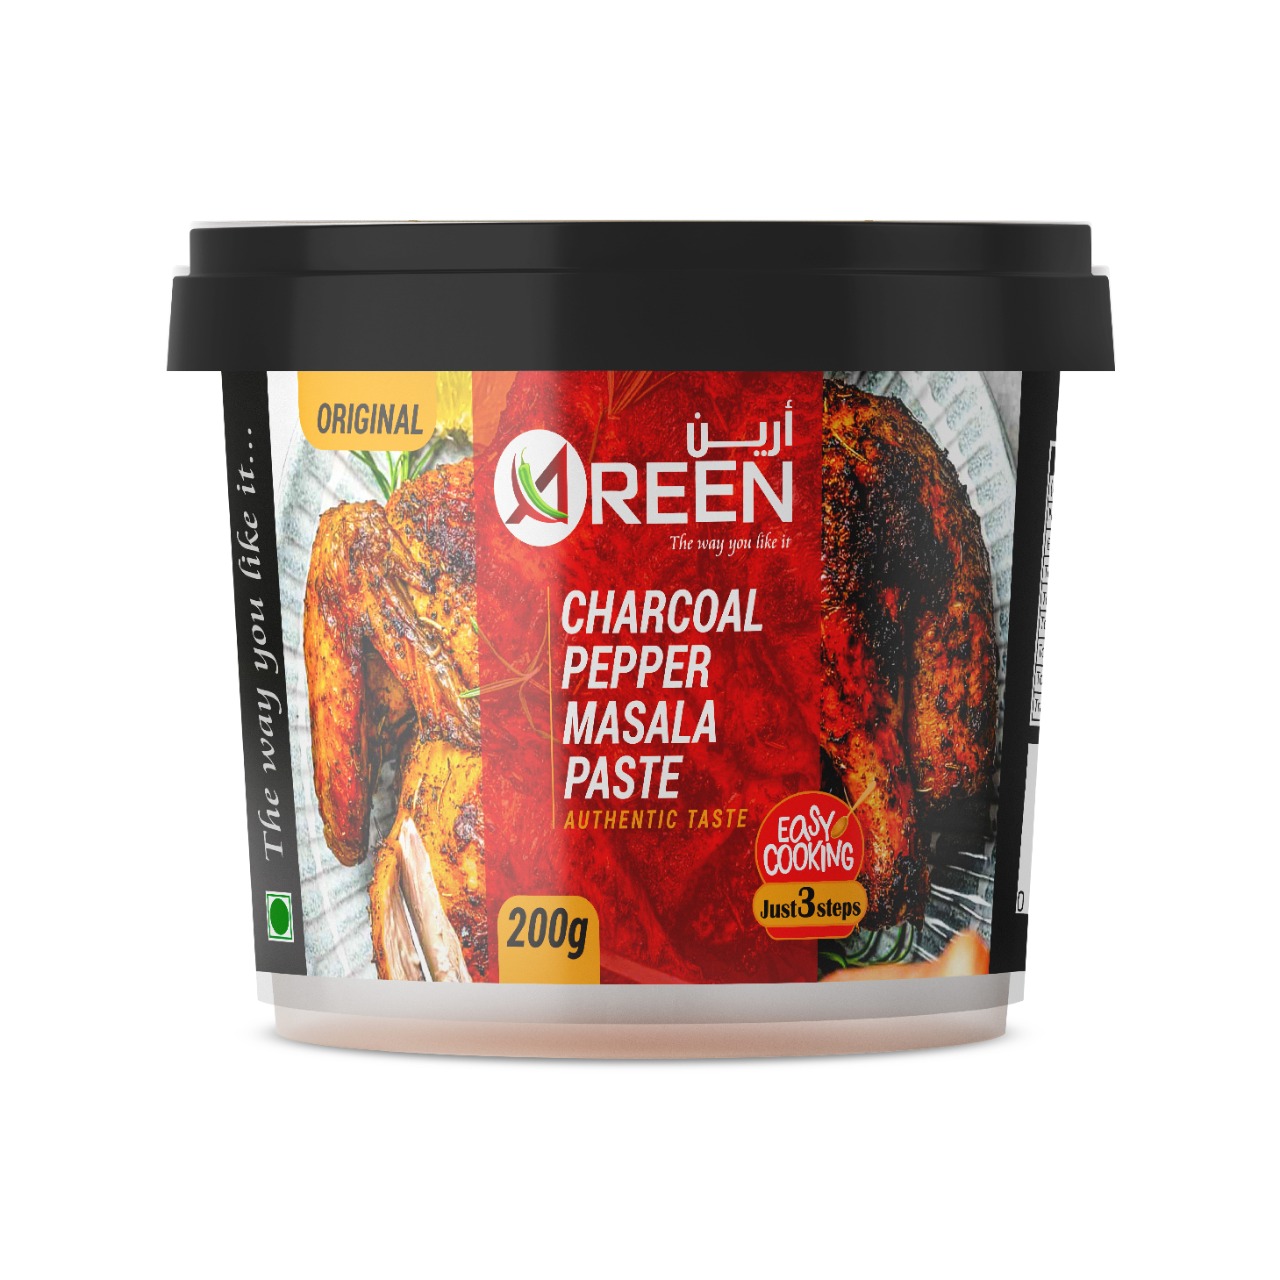 ORIGINAL
أرين
AREEN
The way you like it
The way you like it...
CHARCOAL
PEPPER
MASALA
PASTE
AUTHENTIC TASTE
EASY
COOKING
Just 3 steps
200g